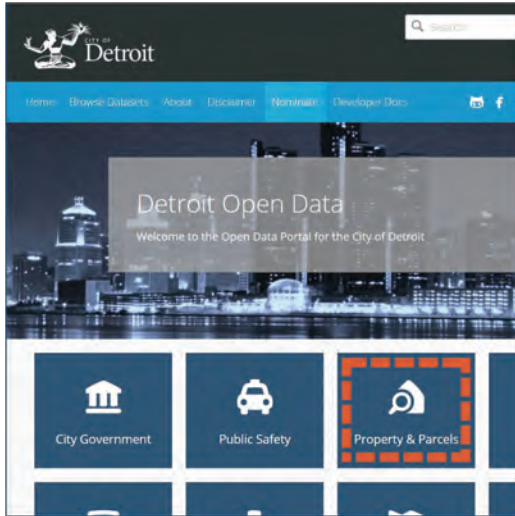 CITY OF
Detroit
Search
Home Browse Datasets About Disclaimer Nominate Developer Docs
Detroit Open Data
Welcome to the Open Data Portal for the City of Detroit
City Government Public Safety Property & Parcels